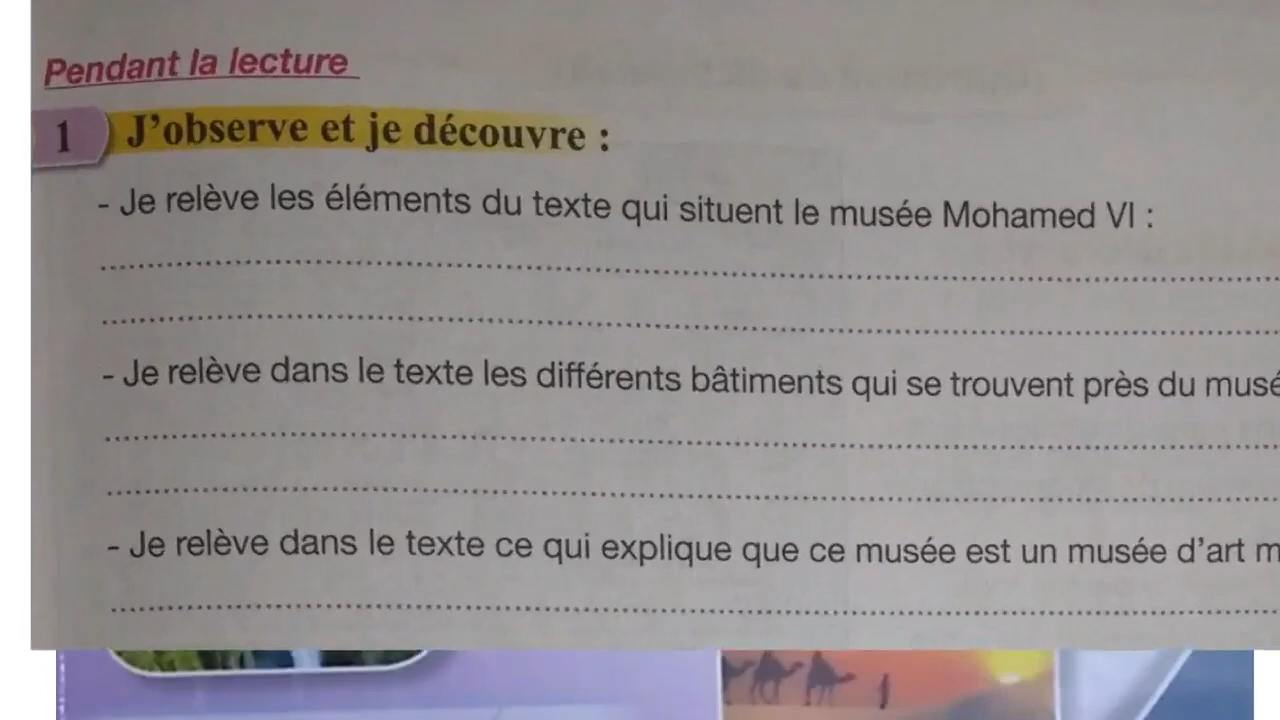 Pendant la lecture
1 J'observe et je découvre :
- Je relève les éléments du texte qui situent le musée Mohamed VI :
- Je relève dans le texte les différents bâtiments qui se trouvent près du musé
- Je relève dans le texte ce qui explique que ce musée est un musée d'art m